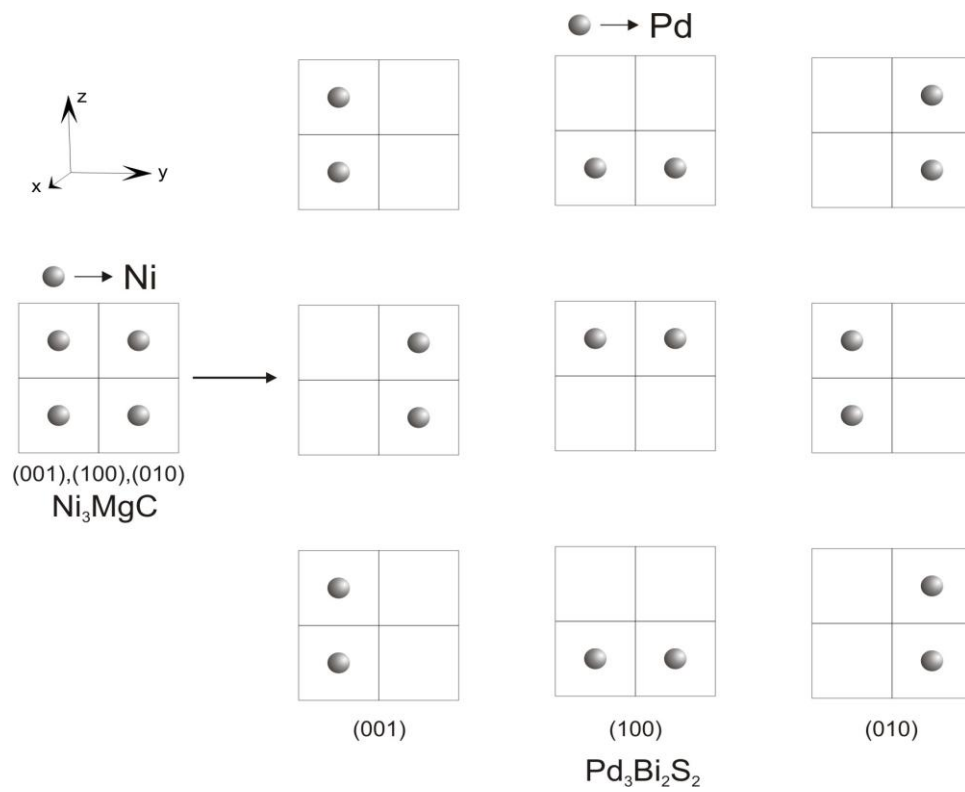 → Pd
z
x
y
→ Ni
(001),(100),(010)
Ni₃MgC
(001)
(100)
(010)
Pd₃Bi₂S₂